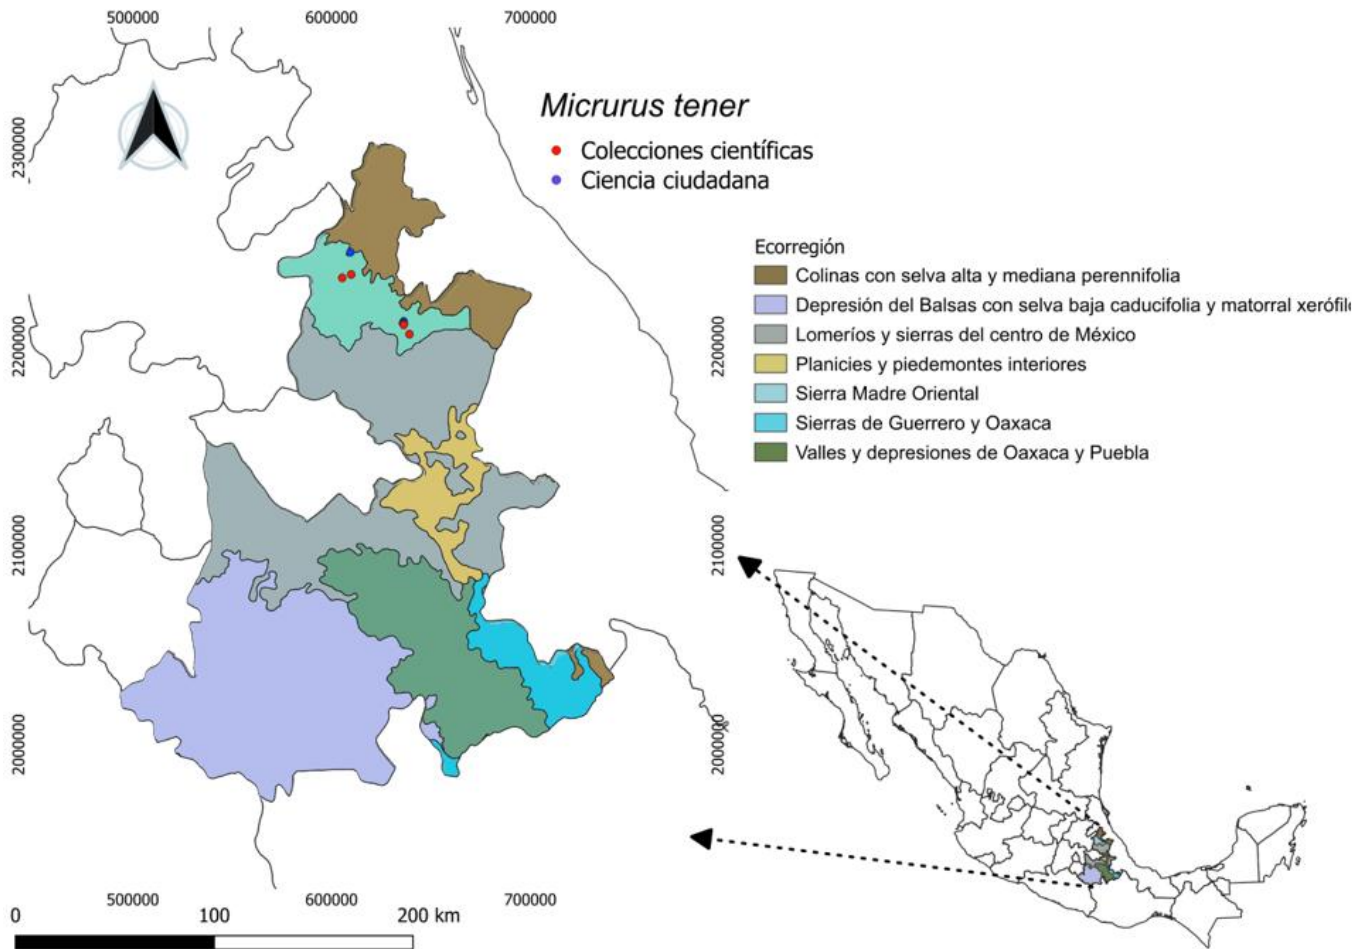 500000 600000 700000
Micrurus tener
Colecciones científicas
Ciencia ciudadana
2300000
Ecorregión
Colinas con selva alta y mediana perennifolia
Depresión del Balsas con selva baja caducifolia y matorral xerófilo
Lomeríos y sierras del centro de México
Planicies y piedemontes interiores
Sierra Madre Oriental
Sierras de Guerrero y Oaxaca
Valles y depresiones de Oaxaca y Puebla
2200000 2200000
2100000 2100000
2000000 2000000
500000 600000 700000
0 100 200 km